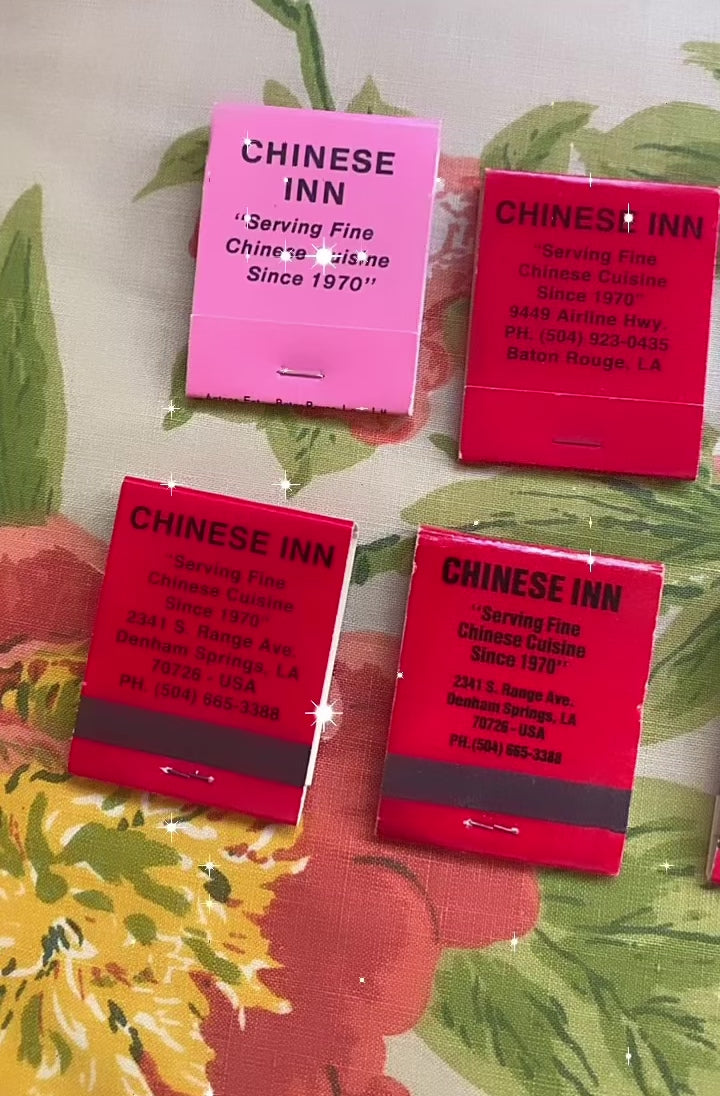 CHINESE
INN
“Serving Fine
Chinese Cuisine
Since 1970”
CHINESE INN
“Serving Fine
Chinese Cuisine
Since 1970”
9449 Airline Hwy.
PH. (504) 923-0435
Baton Rouge, LA
CHINESE INN
“Serving Fine
Chinese Cuisine
Since 1970”
2341 S. Range Ave.
Denham Springs, LA
70726 - USA
PH. (504) 665-3388
CHINESE INN
“Serving Fine
Chinese Cuisine
Since 1970”
2341 S. Range Ave.
Denham Springs, LA
70726 - USA
PH. (504) 665-3388